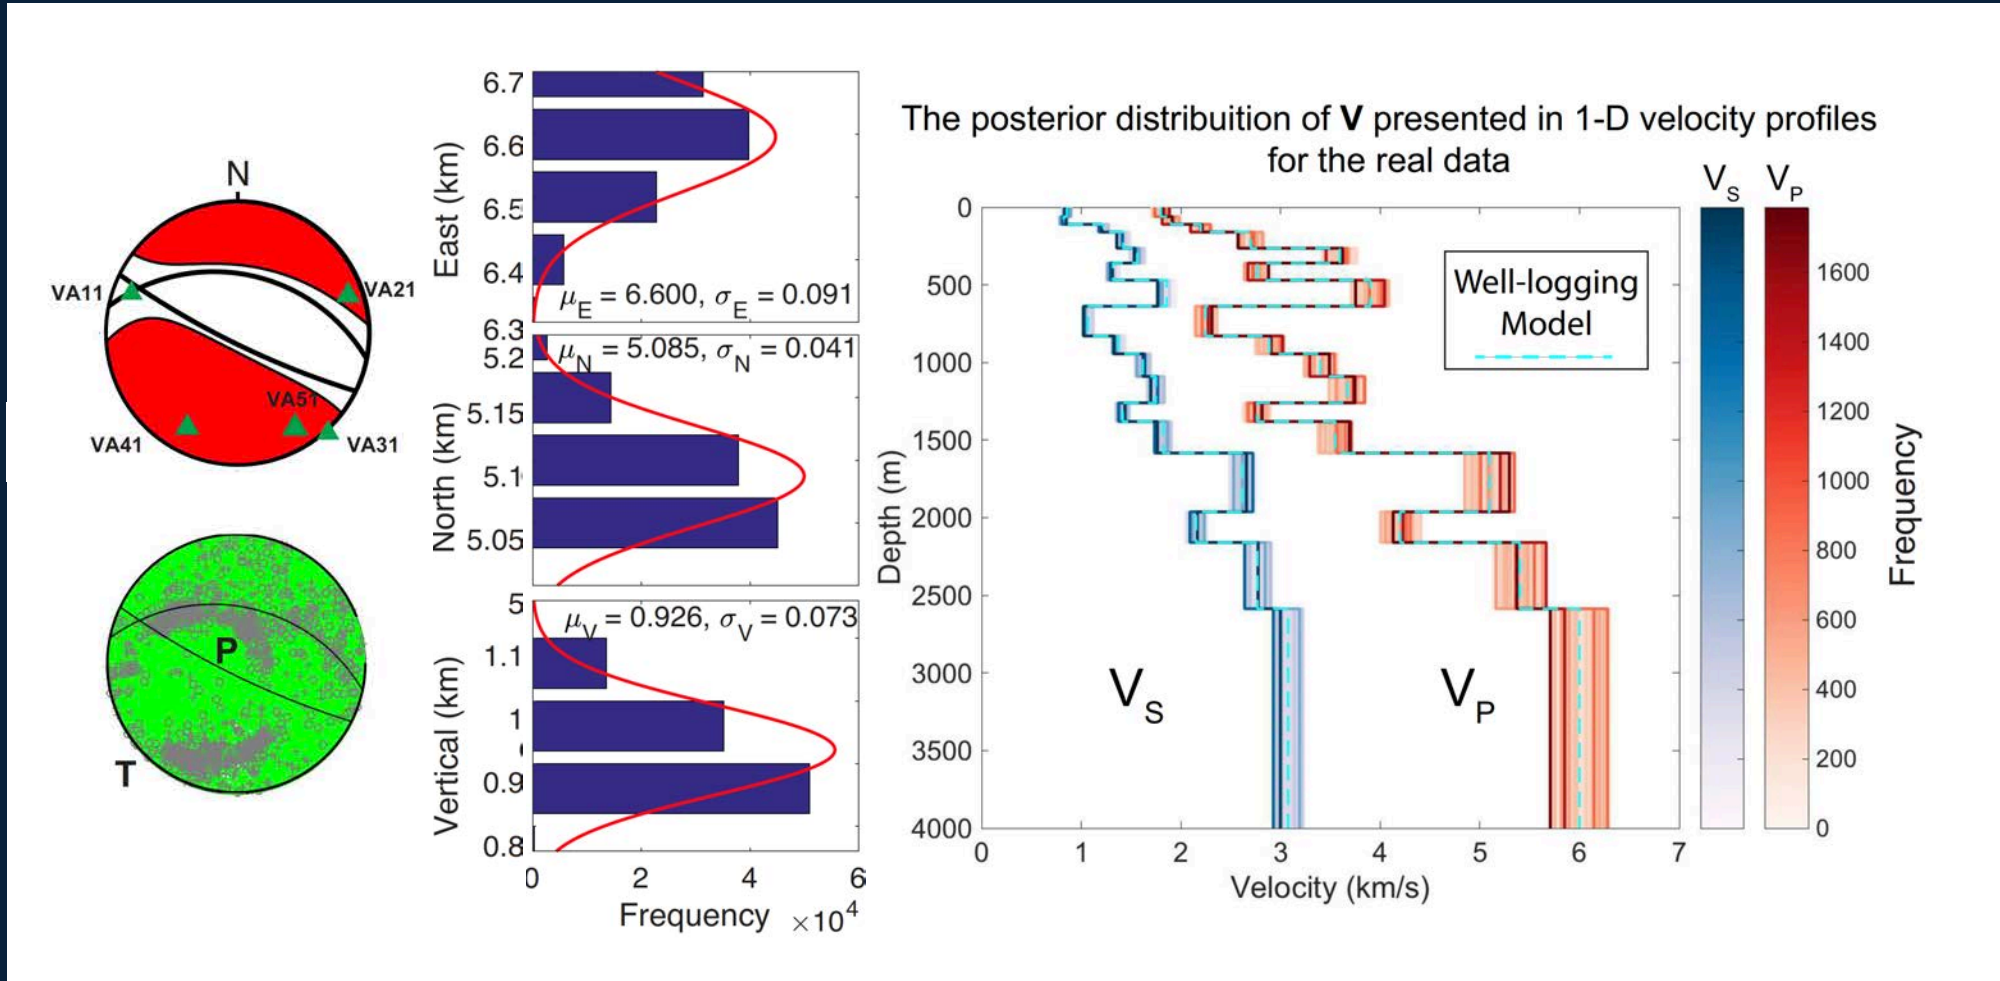 N
VA11
VA21
VA51
VA41
VA31
P
T
East (km)
6.7
6.6
6.5
6.4
6.3
μE = 6.600, σE = 0.091
North (km)
5.2
5.15
5.1
5.05
5
μN = 5.085, σN = 0.041
Vertical (km)
1.1
1
0.9
0.8
μV = 0.926, σV = 0.073
0 2 4 6
Frequency ×10^4
The posterior distribuition of V presented in 1-D velocity profiles
for the real data
VS VP
Depth (m)
0
500
1000
1500
2000
2500
3000
3500
4000
Well-logging
Model
VS
VP
0 1 2 3 4 5 6 7
Velocity (km/s)
1600
1400
1200
1000
800
600
400
200
0
Frequency